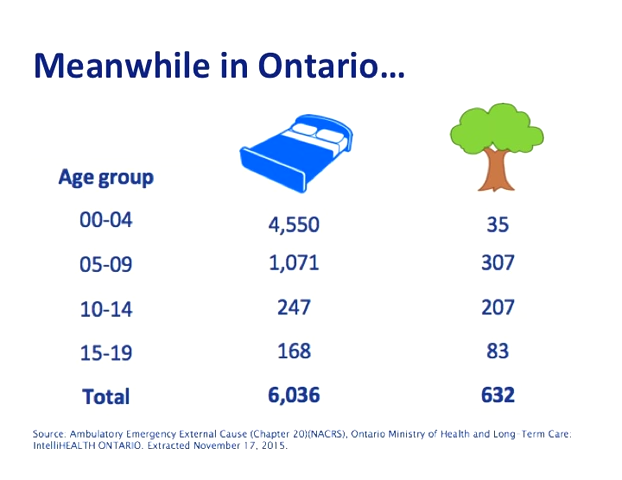 Meanwhile in Ontario…
Age group
00-04 4,550 35
05-09 1,071 307
10-14 247 207
15-19 168 83
Total 6,036 632
Source: Ambulatory Emergency External Cause (Chapter 20)(NACRS), Ontario Ministry of Health and Long-Term Care:
IntelliHEALTH ONTARIO. Extracted November 17, 2015.